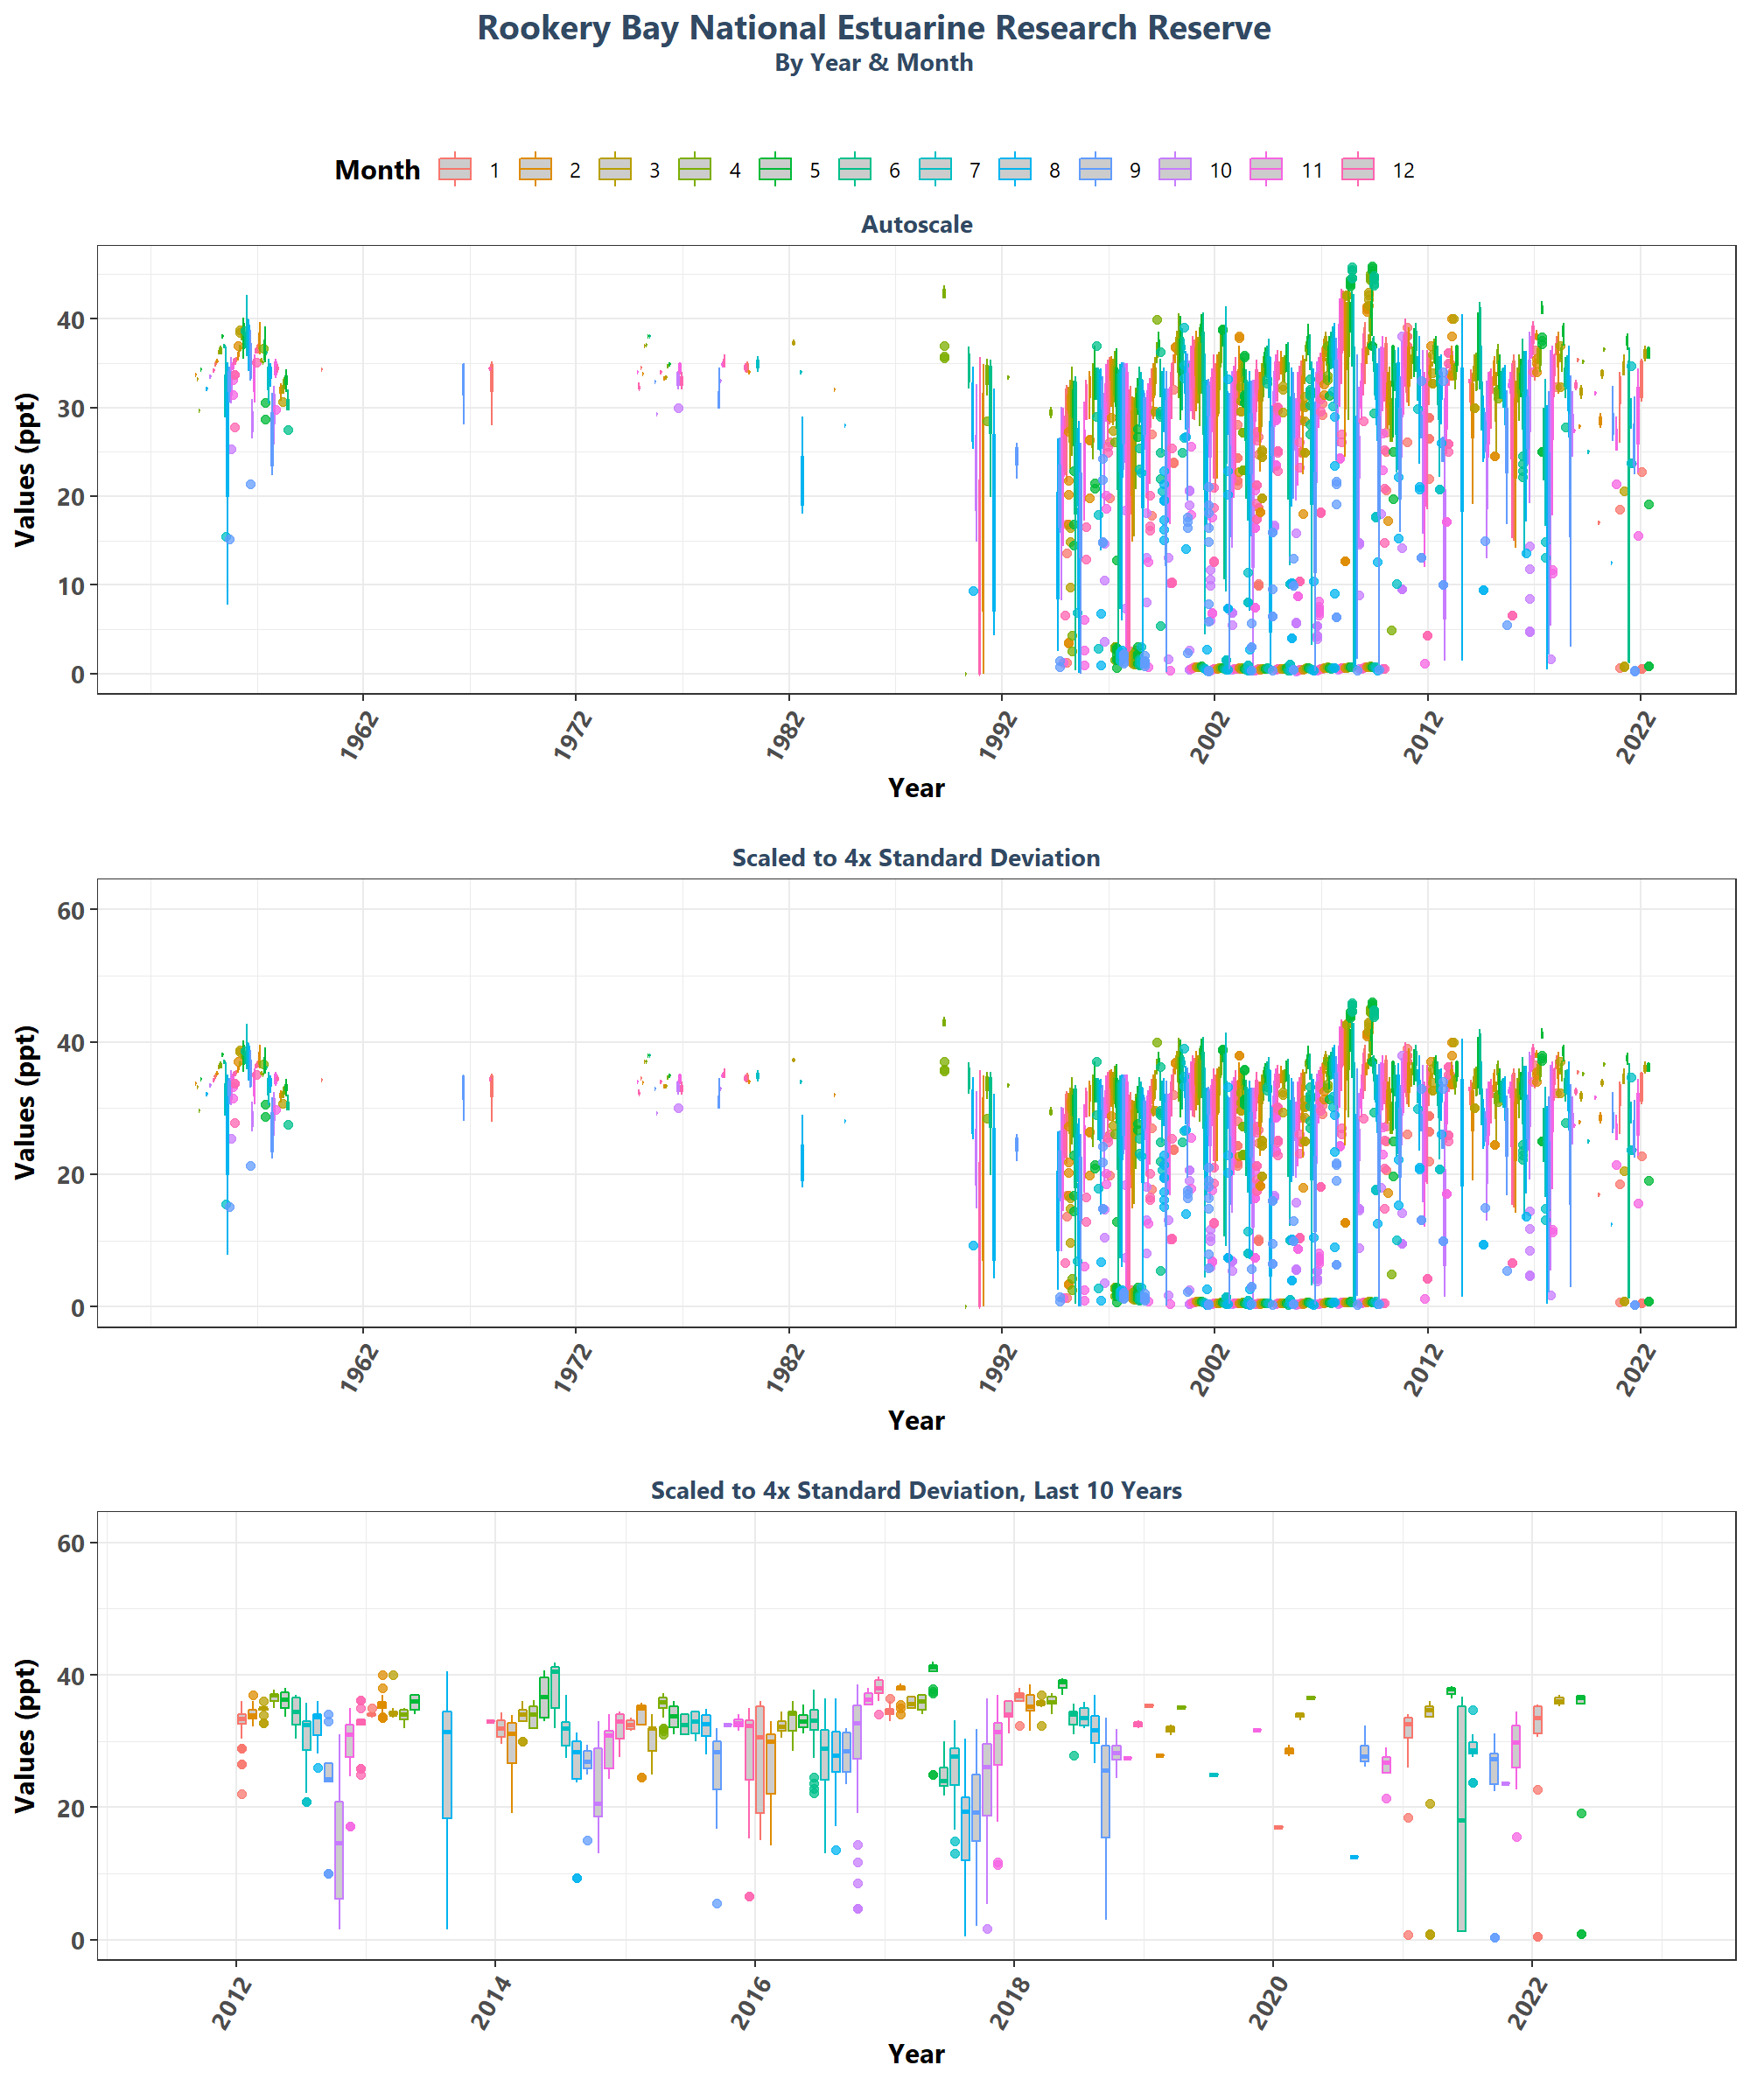 Rookery Bay National Estuarine Research Reserve
By Year & Month
Month 1 2 3 4 5 6 7 8 9 10 11 12
Autoscale
Values (ppt)
40
30
20
10
0
1962 1972 1982 1992 2002 2012 2022
Year
Scaled to 4x Standard Deviation
Values (ppt)
60
40
20
0
1962 1972 1982 1992 2002 2012 2022
Year
Scaled to 4x Standard Deviation, Last 10 Years
Values (ppt)
60
40
20
0
2012 2014 2016 2018 2020 2022
Year